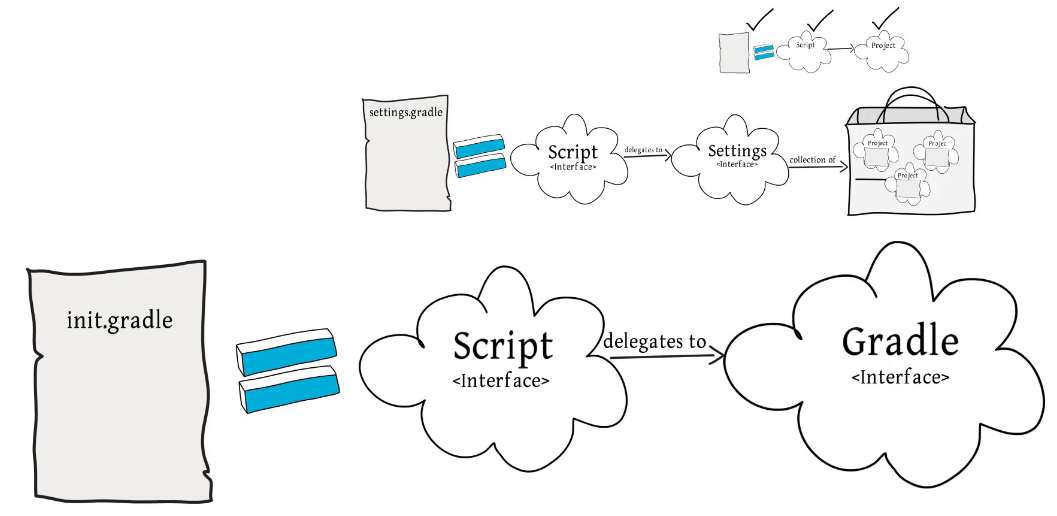 Script
Project
settings.gradle
Script
<Interface>
delegates to
Settings
<Interface>
collection of
Project
Projec
Project
init.gradle
Script
<Interface>
delegates to
Gradle
<Interface>